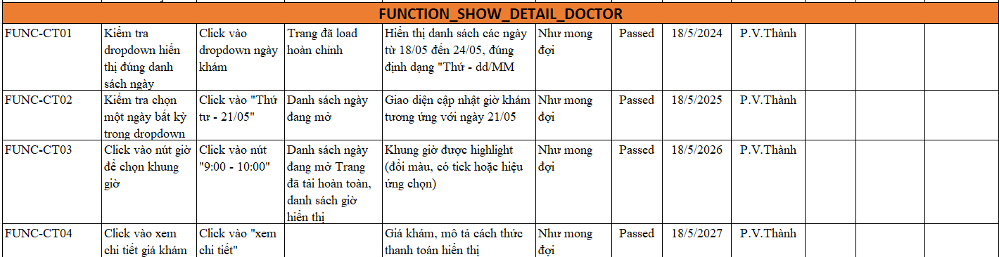 FUNCTION_SHOW_DETAIL_DOCTOR
FUNC-CT01
Kiểm tra
dropdown hiển
thị đúng danh
sách ngày
Click vào
dropdown ngày
khám
Trang đã load
hoàn chỉnh
Hiển thị danh sách các ngày
từ 18/05 đến 24/05, đúng
định dạng "Thứ - dd/MM
Như mong
đợi
Passed
18/5/2024
P.V.Thành
FUNC-CT02
Kiểm tra chọn
một ngày bất kỳ
trong dropdown
Click vào "Thứ
tư - 21/05"
Danh sách ngày
đang mở
Giao diện cập nhật giờ khám
tương ứng với ngày 21/05
Như mong
đợi
Passed
18/5/2025
P.V.Thành
FUNC-CT03
Click vào nút giờ
để chọn khung
giờ
Click vào nút
"9:00 - 10:00"
Danh sách ngày
đang mở Trang
đã tải hoàn toàn,
danh sách giờ
hiển thị
Khung giờ được highlight
(đổi màu, có tick hoặc hiệu
ứng chọn)
Như mong
đợi
Passed
18/5/2026
P.V.Thành
FUNC-CT04
Click vào xem
chi tiết giá khám
Click vào "xem
chi tiết"
Giá khám, mô tả cách thức
thanh toán hiển thị
Như mong
đợi
Passed
18/5/2027
P.V.Thành